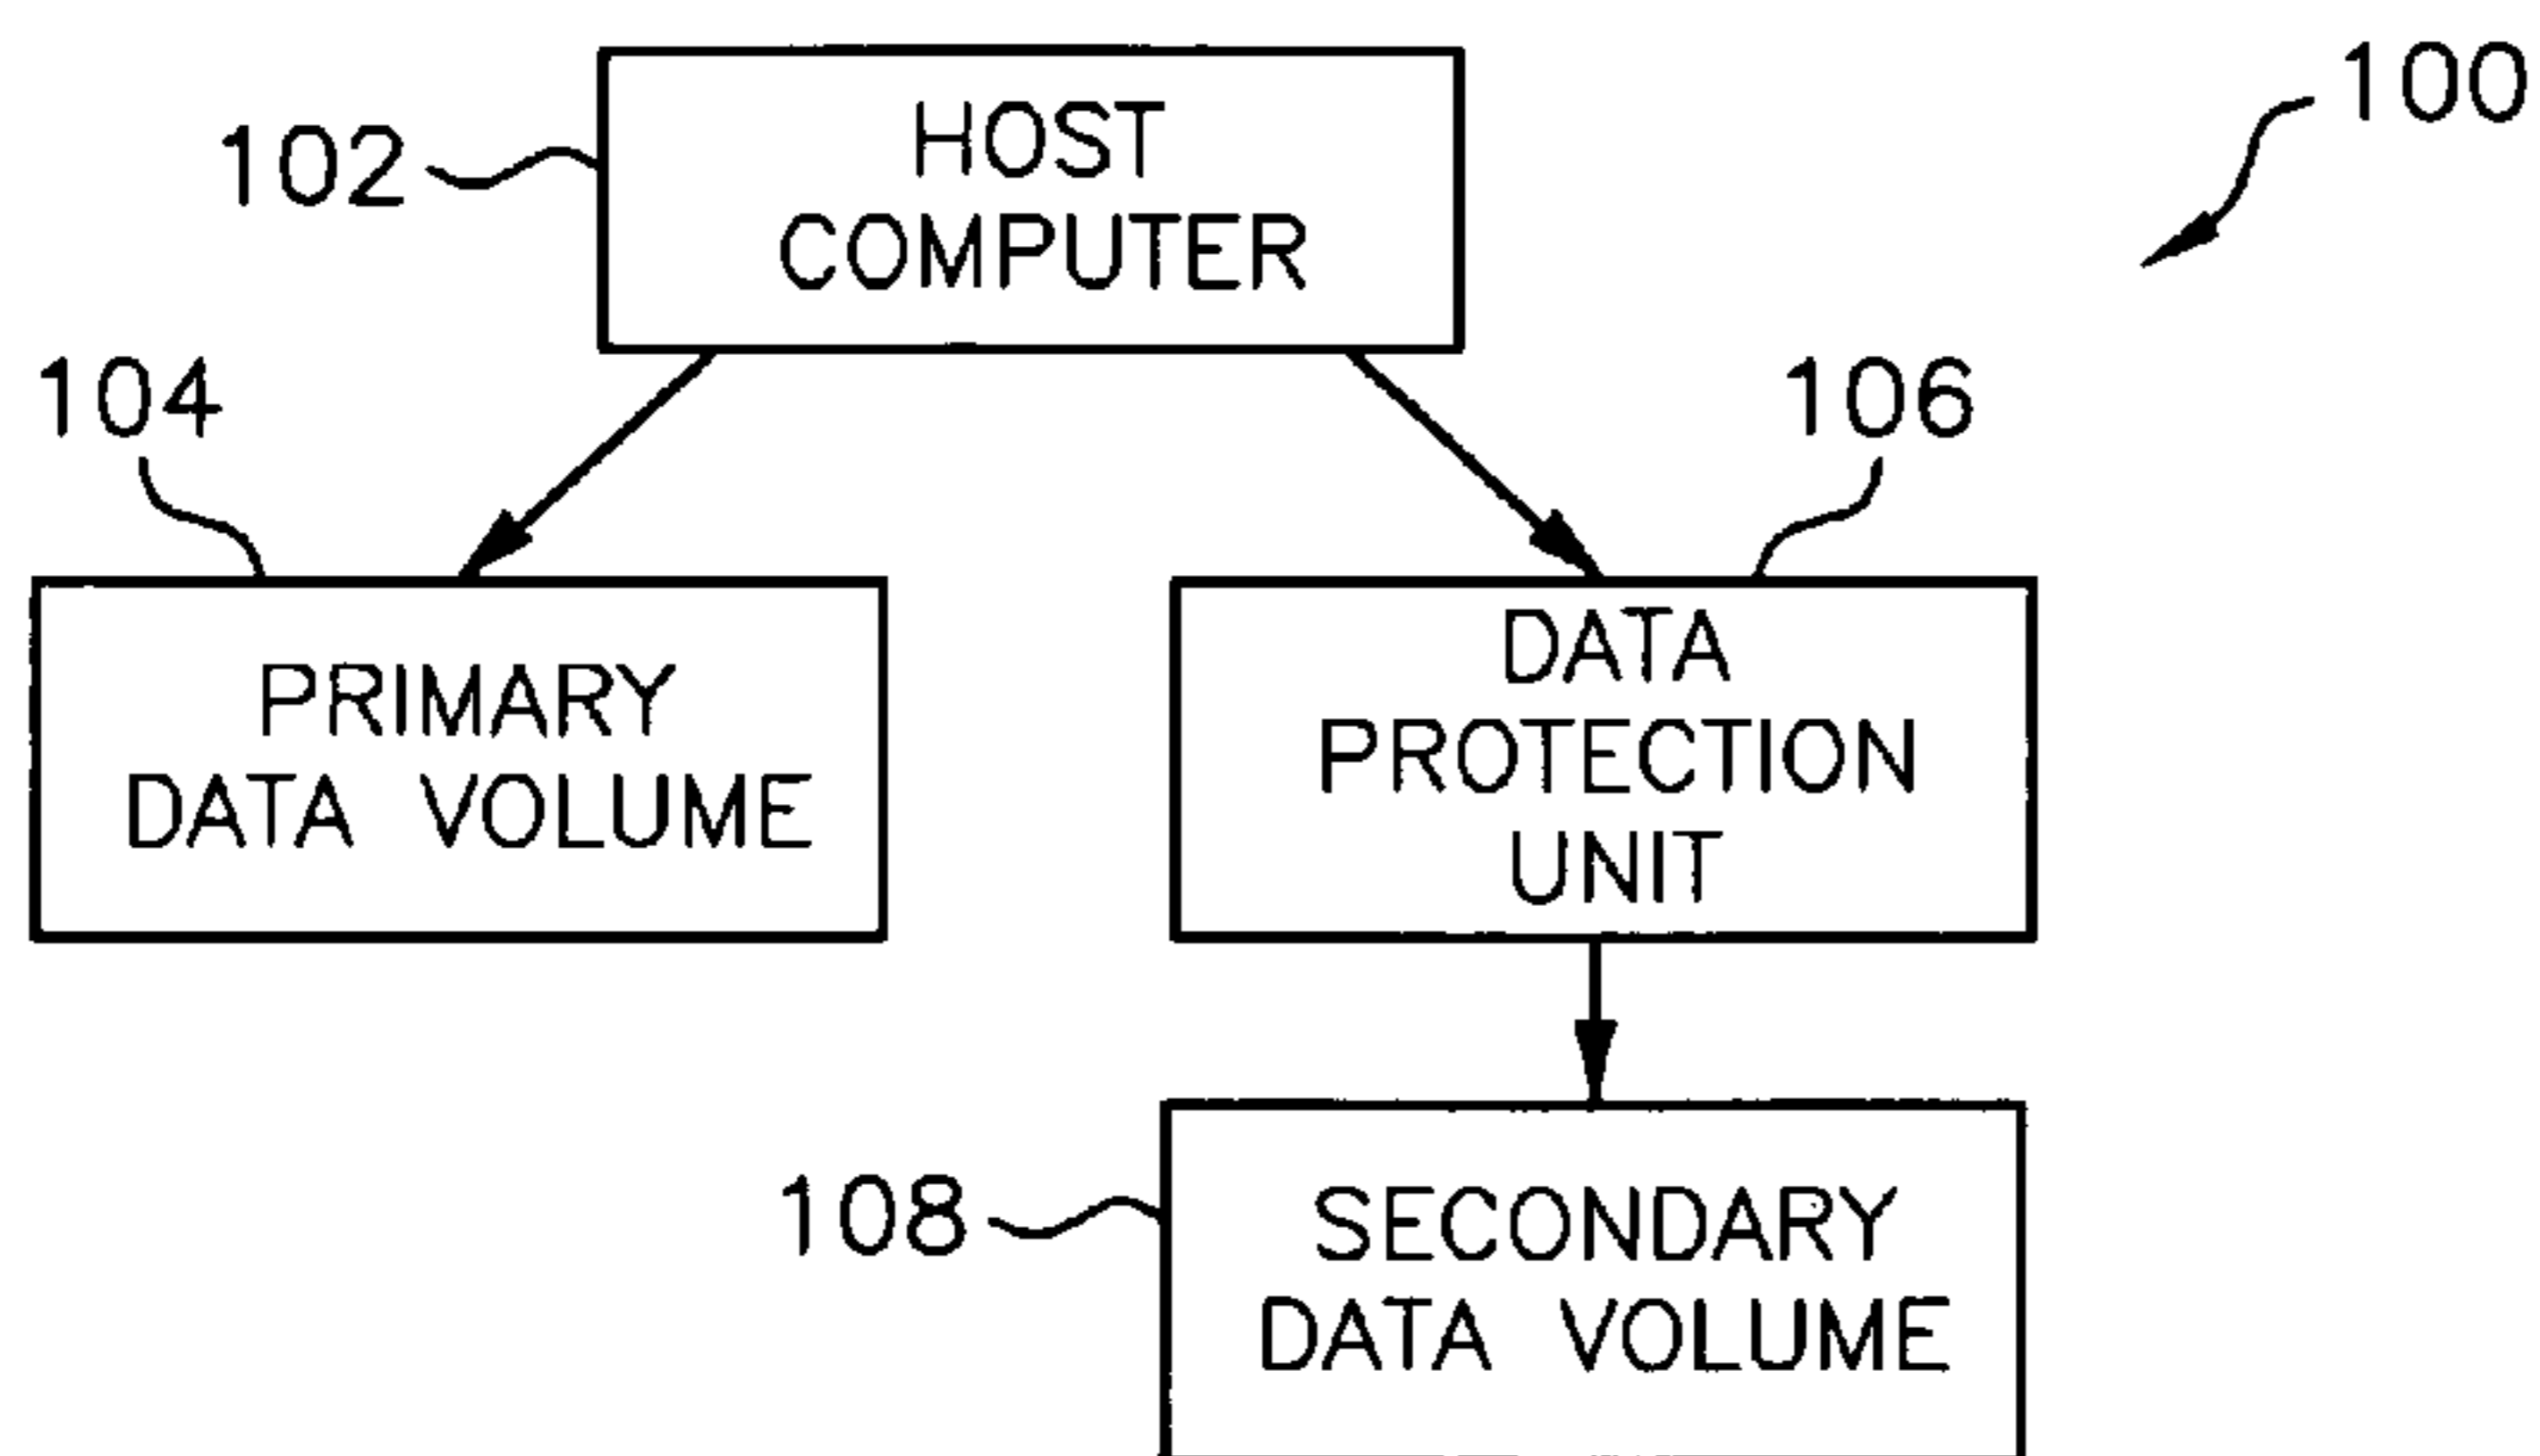 100
102
HOST
COMPUTER
104
106
PRIMARY
DATA VOLUME
DATA
PROTECTION
UNIT
108
SECONDARY
DATA VOLUME